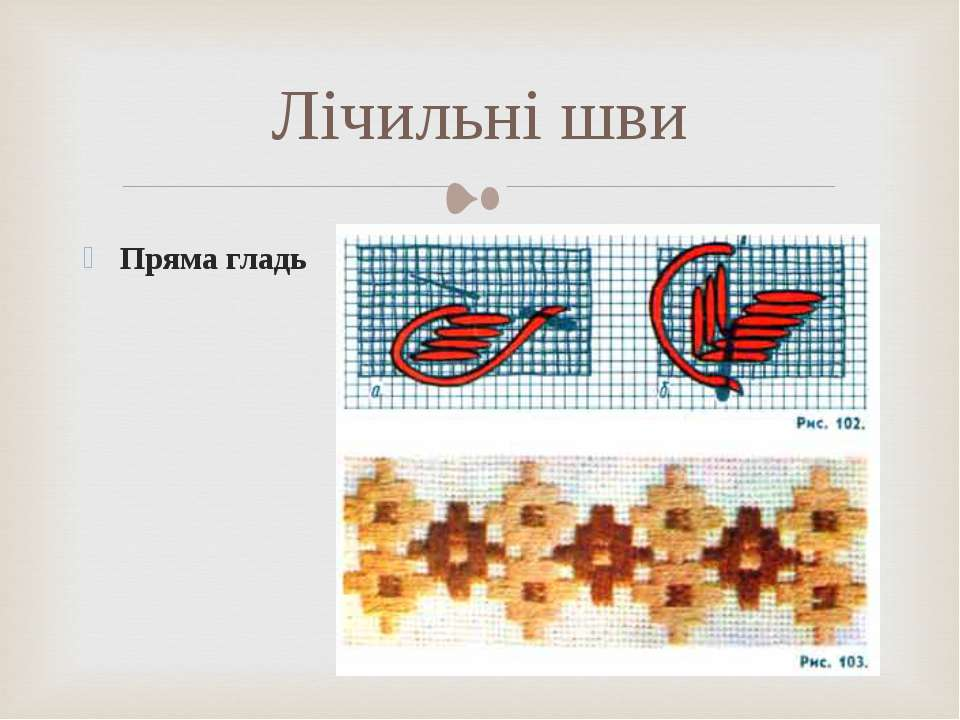 Лічильні шви
Пряма гладь
а
б
Рис. 102.
Рис. 103.